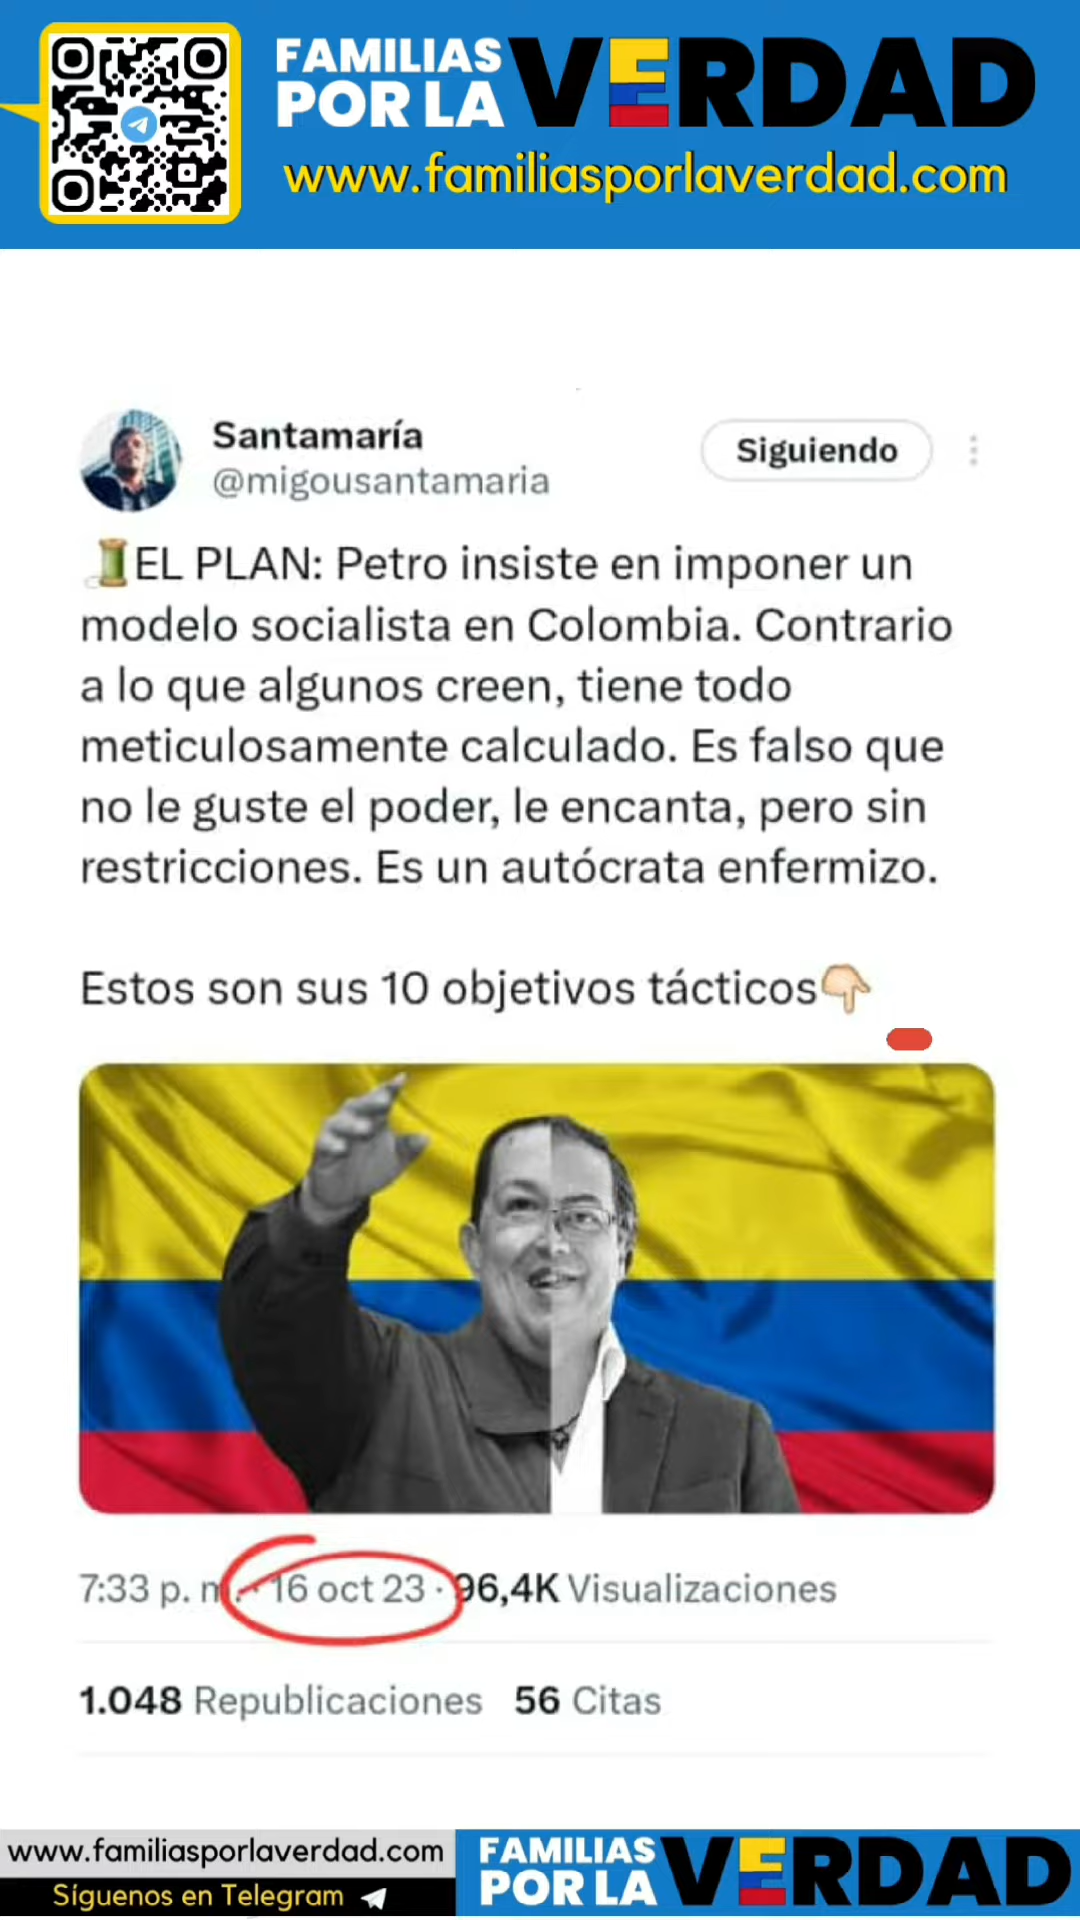 FAMILIAS
POR LA
VERDAD
www.familiasporlaverdad.com
Santamaría
@migousantamaria
Siguiendo
EL PLAN: Petro insiste en imponer un
modelo socialista en Colombia. Contrario
a lo que algunos creen, tiene todo
meticulosamente calculado. Es falso que
no le guste el poder, le encanta, pero sin
restricciones. Es un autócrata enfermizo.
Estos son sus 10 objetivos tácticos
7:33 p. m. · 16 oct 23 · 96,4K Visualizaciones
1.048 Republicaciones 56 Citas
www.familiasporlaverdad.com
Síguenos en Telegram
FAMILIAS
POR LA
VERDAD